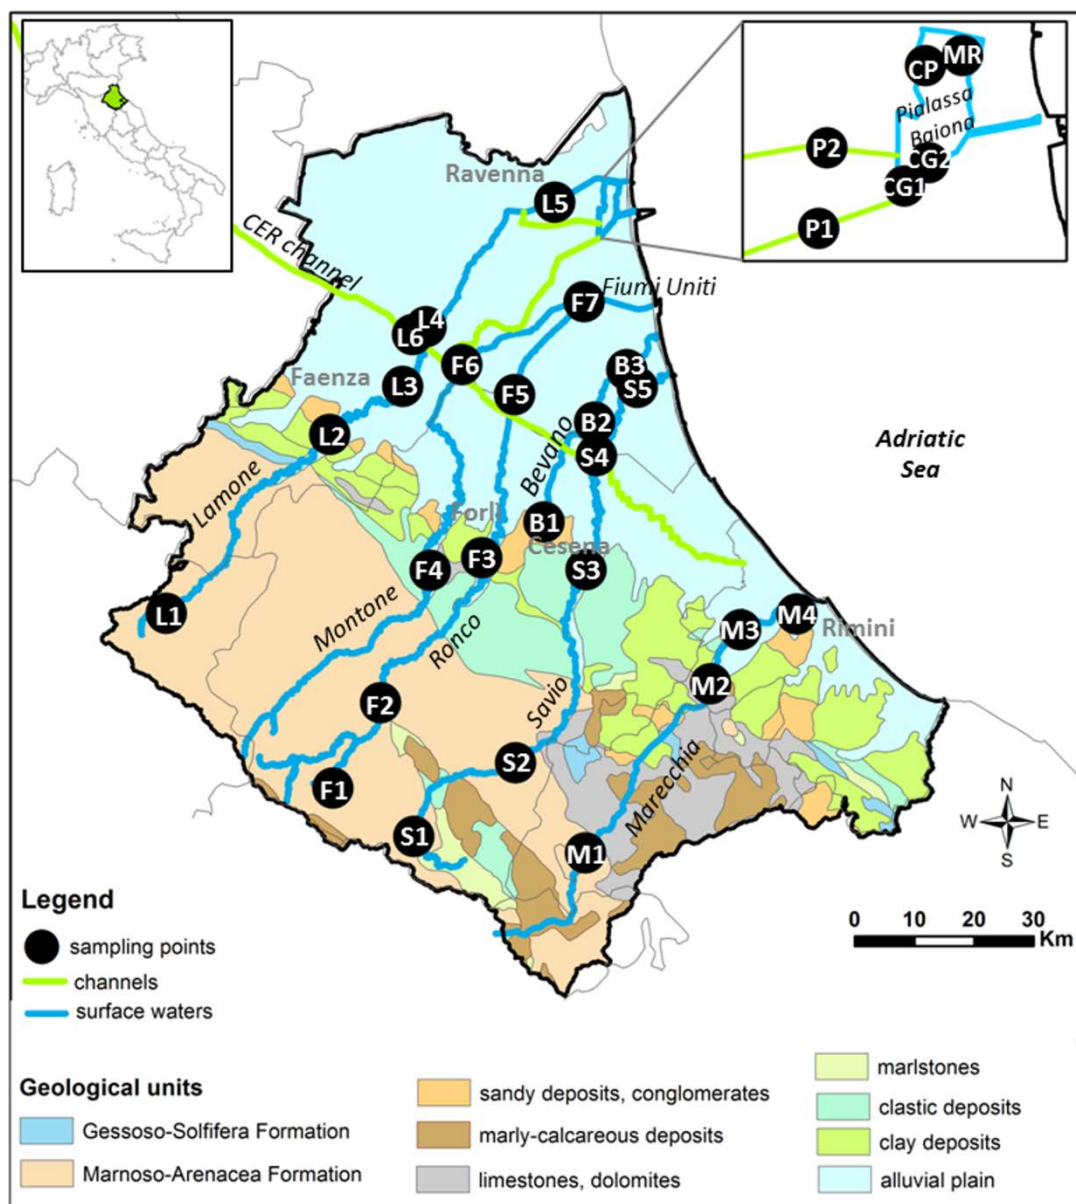 CP
MR
Pialassa
Baiona
P2
CG2
CG1
P1
Ravenna
L5
CER channel
Fiumi Uniti
F7
L4
L6
F6
B3
S5
Faenza
L3
F5
B2
L2
S4
Bevano
Adriatic
Sea
Lamone
Forlì
B1
Cesena
F3
F4
S3
L1
Montone
Ronco
M4
M3
Rimini
M2
Savio
F2
S2
F1
Marecchia
S1
M1
N
W
E
S
0 10 20 30
Km
Legend
sampling points
channels
surface waters
Geological units
Gessoso-Solfifera Formation
Marnoso-Arenacea Formation
sandy deposits, conglomerates
marly-calcareous deposits
limestones, dolomites
marlstones
clastic deposits
clay deposits
alluvial plain